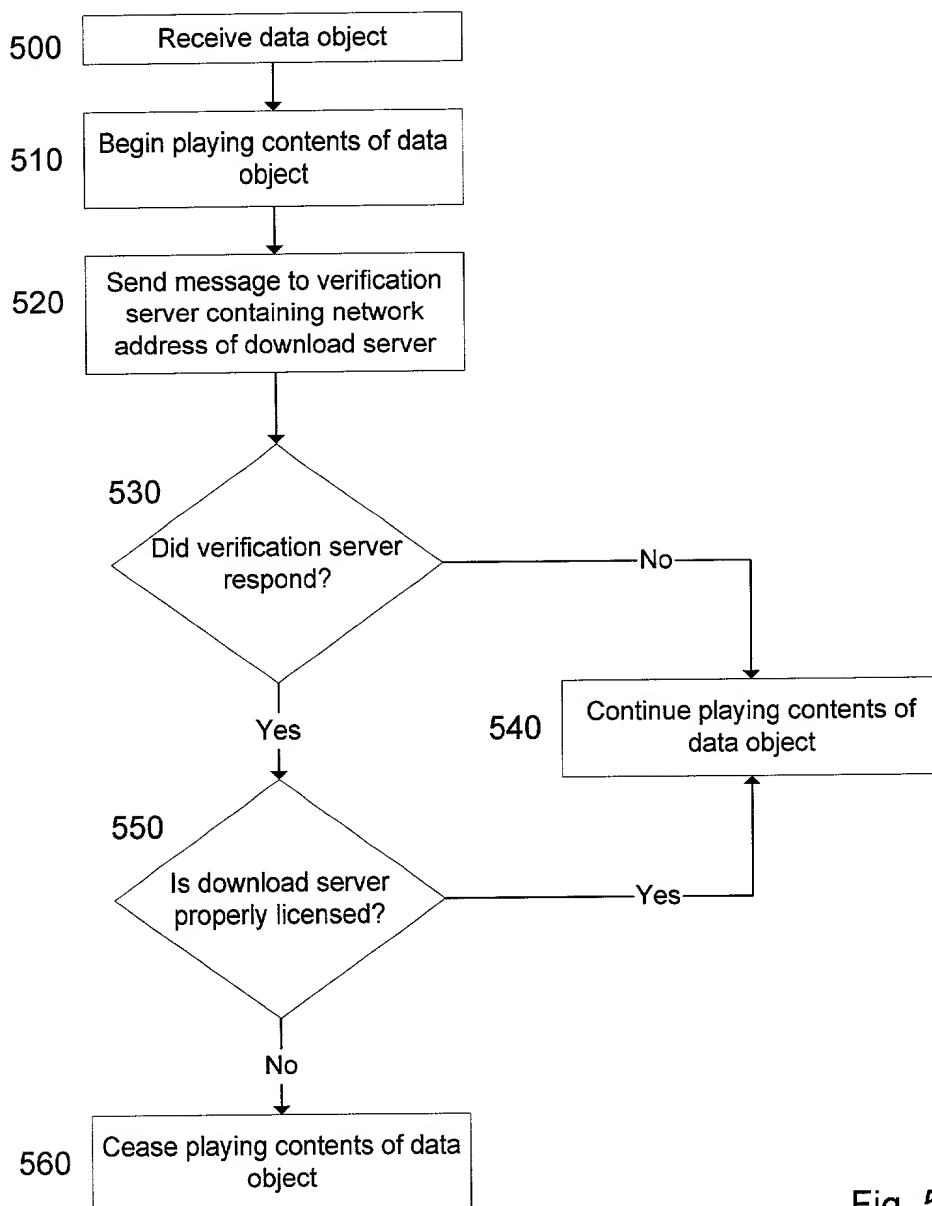 500
Receive data object
510
Begin playing contents of data
object
520
Send message to verification
server containing network
address of download server
530
Did verification server
respond?
No
Yes
540
Continue playing contents of
data object
550
Is download server
properly licensed?
Yes
No
560
Cease playing contents of data
object
Fig. 5